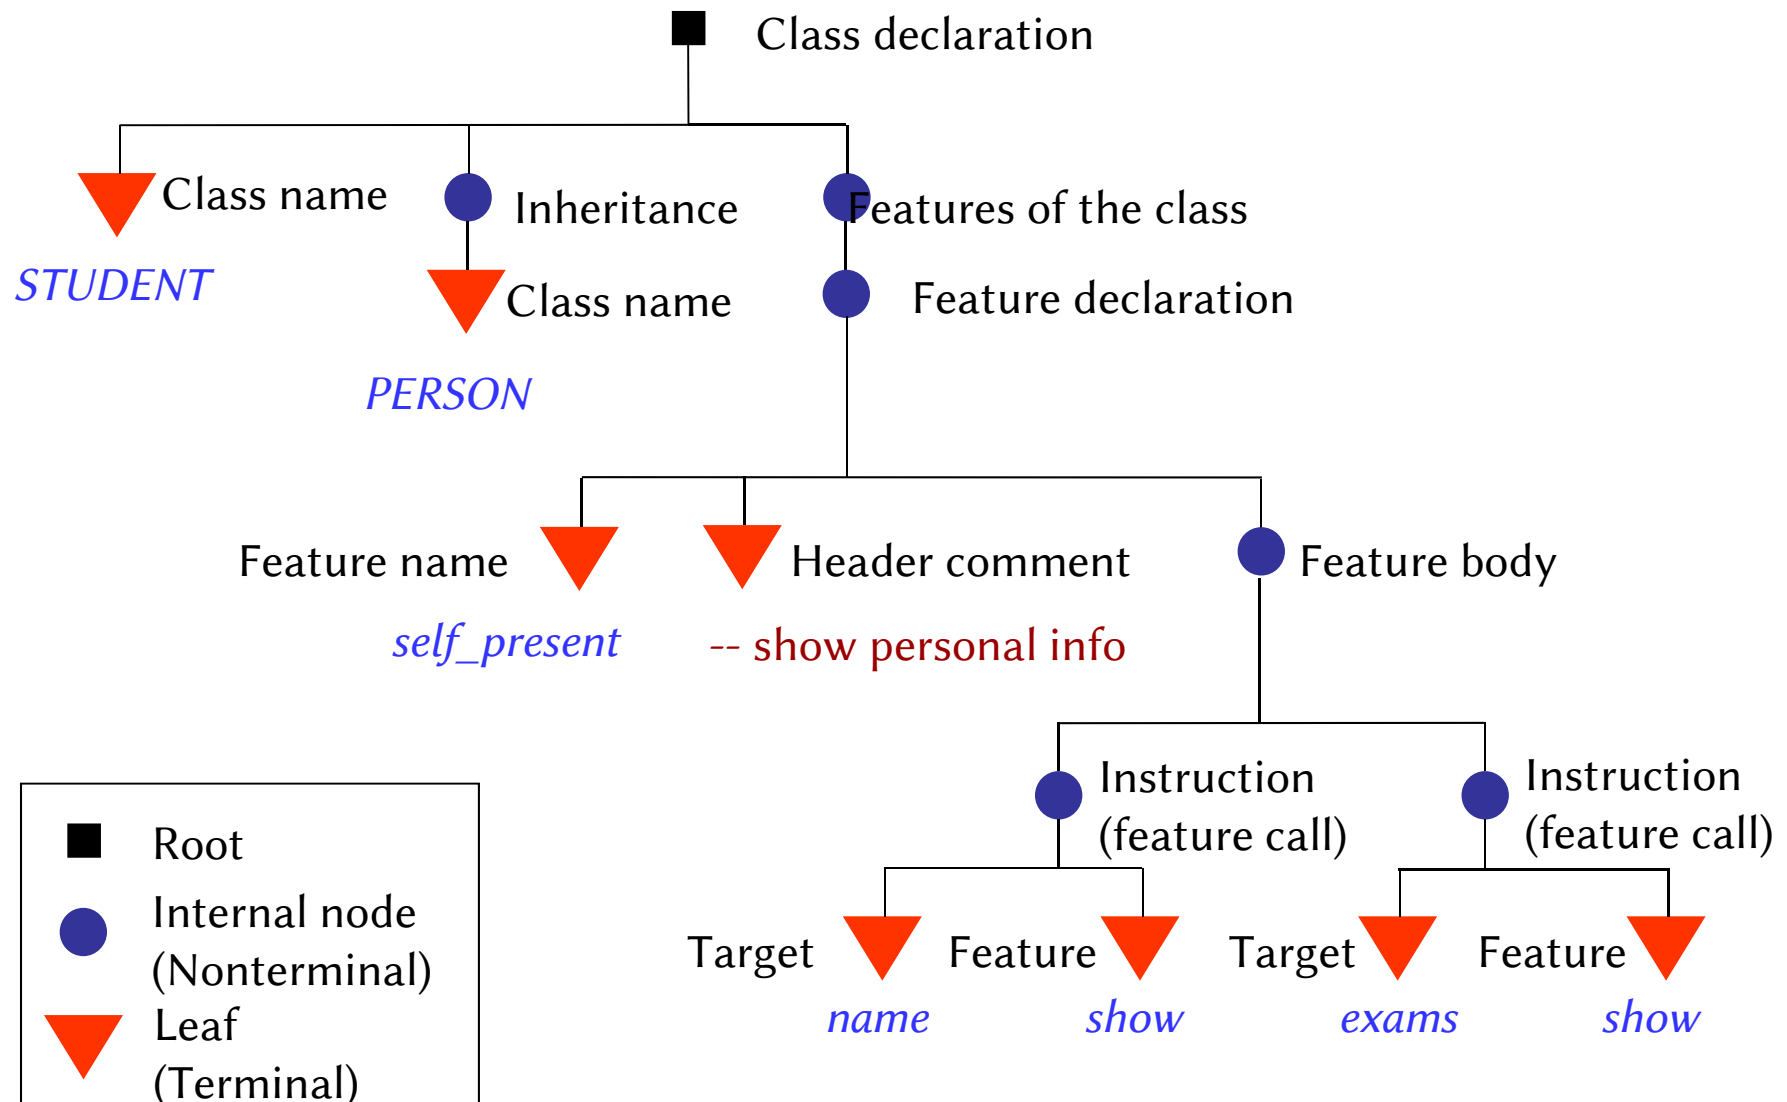 Class declaration
Class name
Inheritance
Features of the class
STUDENT
Class name
Feature declaration
PERSON
Feature name
Header comment
Feature body
self_present
-- show personal info
Instruction
(feature call)
Instruction
(feature call)
Root
Internal node
(Nonterminal)
Leaf
(Terminal)
Target
Feature
Target
Feature
name
show
exams
show